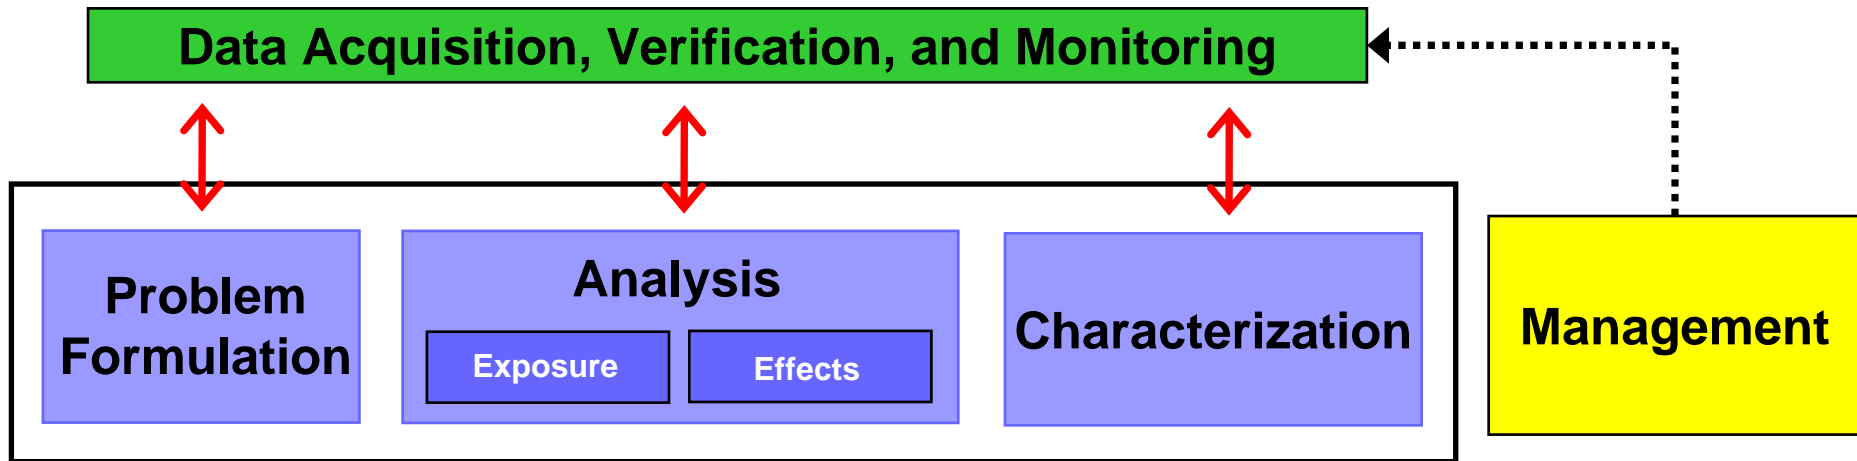 Data Acquisition, Verification, and Monitoring
Problem
Formulation
Analysis
Exposure
Effects
Characterization
Management